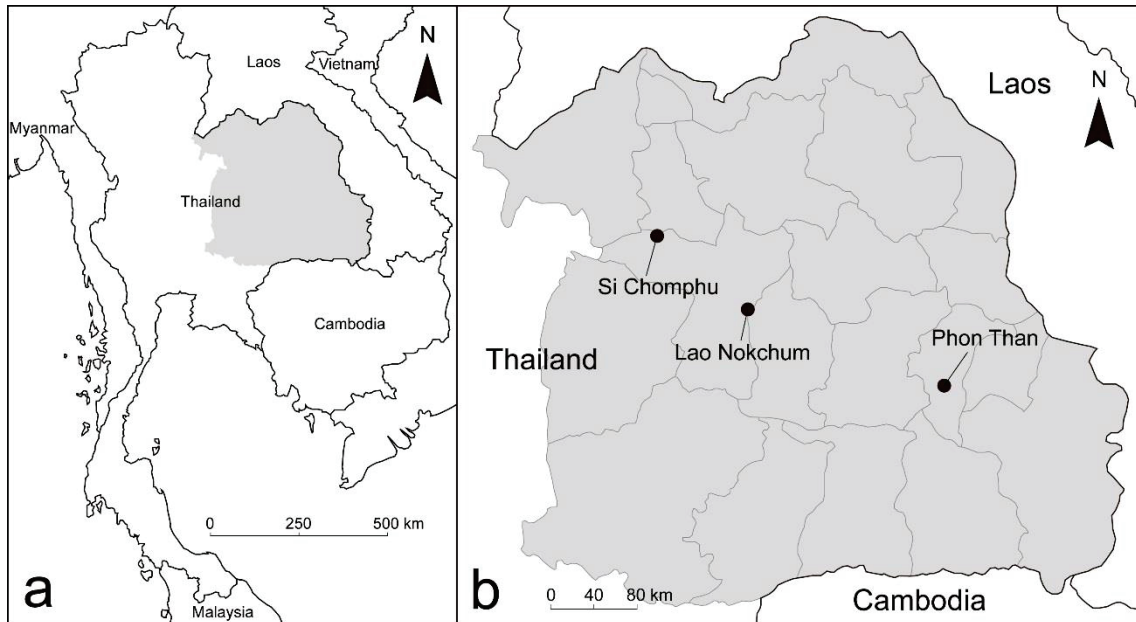 N
Laos
Vietnam
Myanmar
Thailand
Cambodia
0 250 500 km
a
Malaysia
Laos
N
Si Chomphu
Lao Nokchum
Phon Than
Thailand
b
0 40 80 km
Cambodia